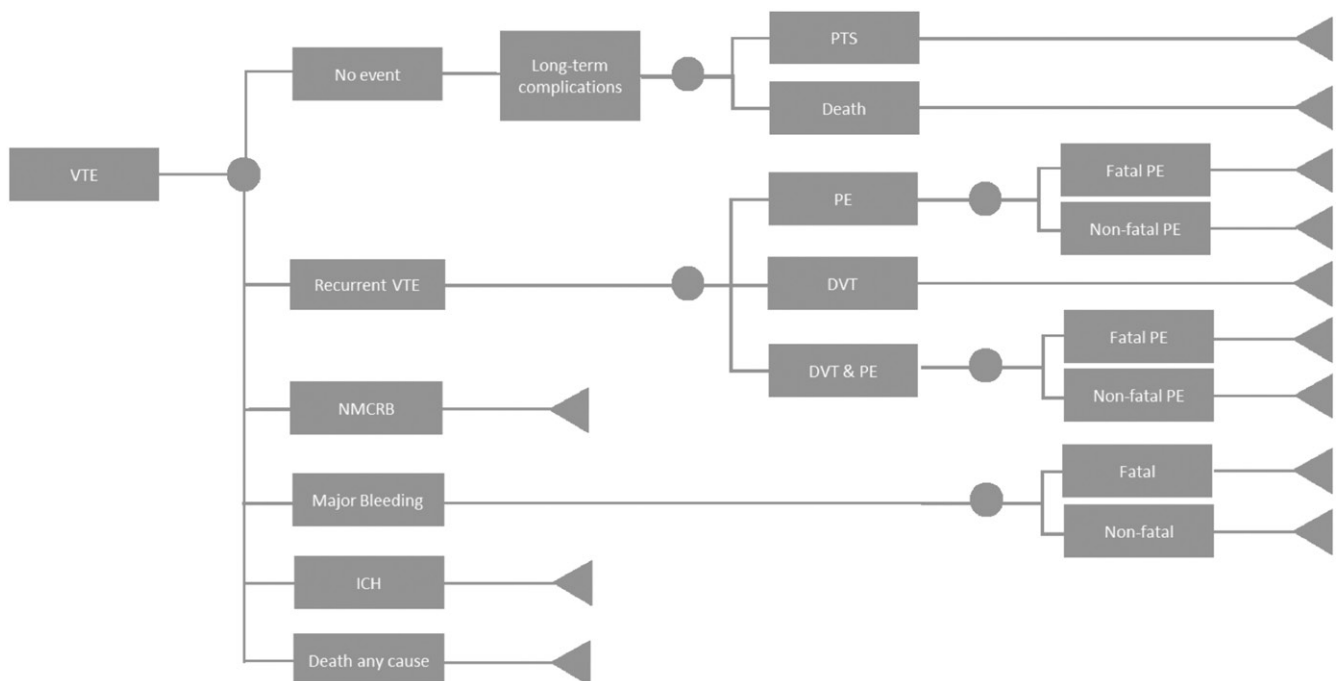 PTS
No event
Long-term
complications
Death
VTE
Fatal PE
PE
Non-fatal PE
Recurrent VTE
DVT
Fatal PE
DVT & PE
Non-fatal PE
NMCRB
Fatal
Major Bleeding
Non-fatal
ICH
Death any cause